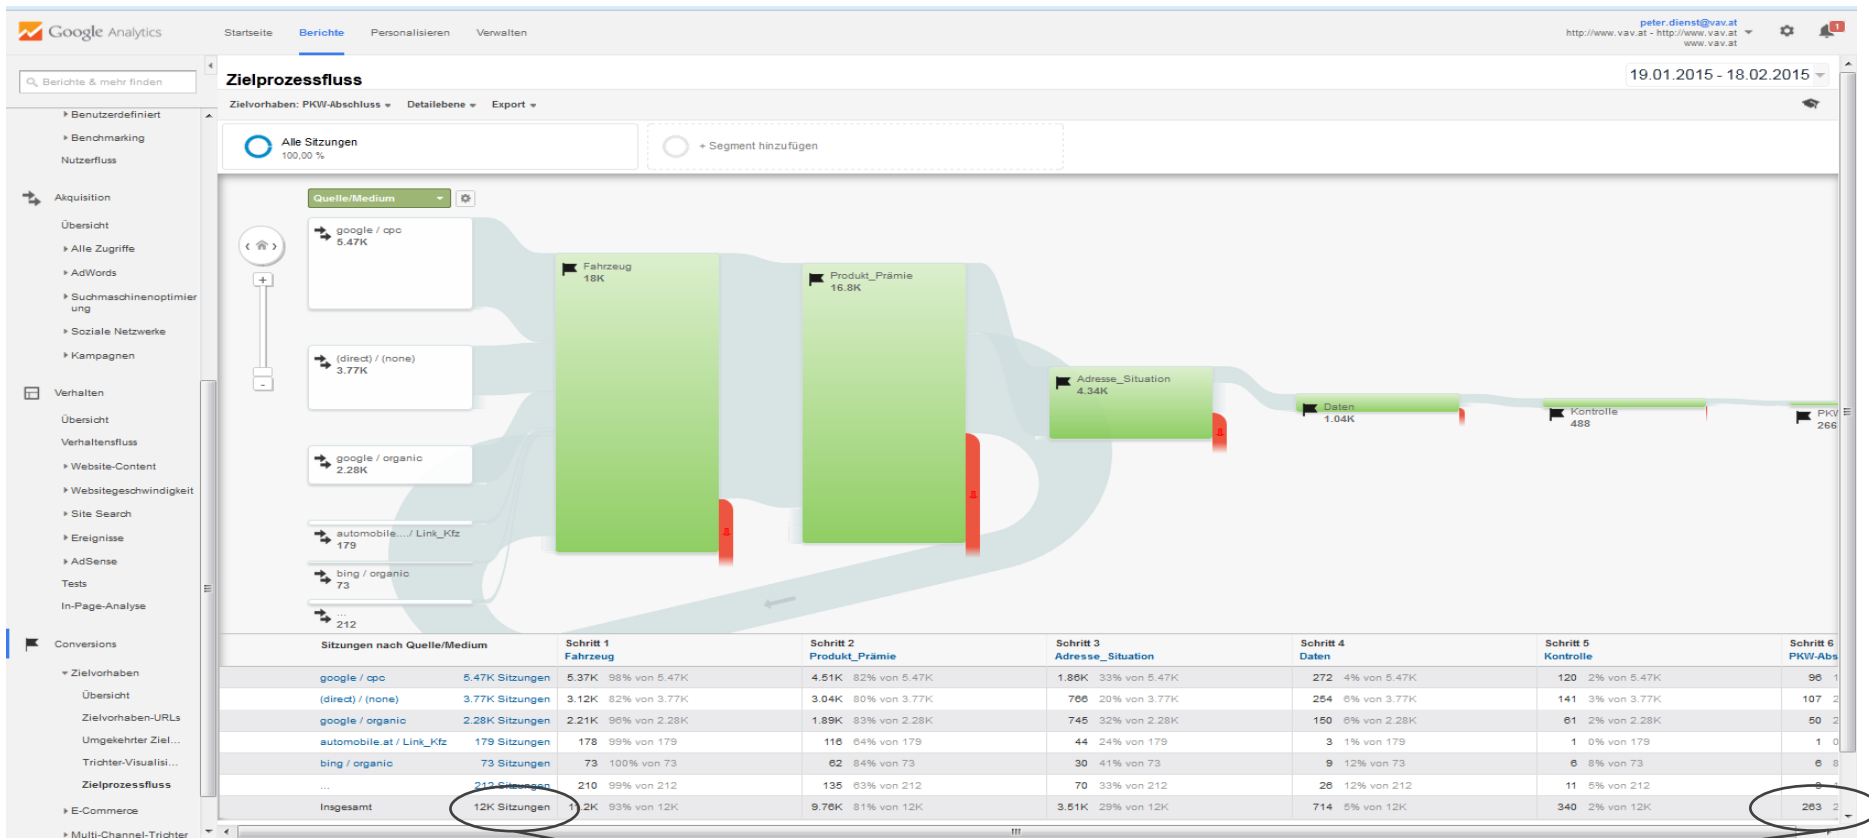 Google Analytics
Startseite Berichte Personalisieren Verwalten
peter.dienst@vav.at
http://www.vav.at - http://www.vav.at
www.vav.at
1
Berichte & mehr finden
Zielprozessfluss
19.01.2015 - 18.02.2015
Zielvorhaben: PKW-Abschluss Detailebene Export
Alle Sitzungen
100,00 %
+ Segment hinzufügen
Benutzerdefiniert
Benchmarking
Nutzerfluss
Akquisition
Übersicht
Alle Zugriffe
AdWords
Suchmaschinenoptimier
ung
Soziale Netzwerke
Kampagnen
Verhalten
Übersicht
Verhaltensfluss
Website-Content
Websitegeschwindigkeit
Site Search
Ereignisse
AdSense
Tests
In-Page-Analyse
Conversions
Zielvorhaben
Übersicht
Zielvorhaben-URLs
Umgekehrter Ziel...
Trichter-Visualisi...
Zielprozessfluss
E-Commerce
Multi-Channel-Trichter
Quelle/Medium
google / cpc
5.47K
(direct) / (none)
3.77K
google / organic
2.28K
automobile..../ Link_Kfz
179
bing / organic
73
...
212
Fahrzeug
18K
Produkt_Prämie
16.8K
Adresse_Situation
4.34K
Daten
1.04K
Kontrolle
488
PKW
266
Sitzungen nach Quelle/Medium Schritt 1 Schritt 2 Schritt 3 Schritt 4 Schritt 5 Schritt 6
Fahrzeug Produkt_Prämie Adresse_Situation Daten Kontrolle PKW-Abs
google / cpc 5.47K Sitzungen 5.37K 98% von 5.47K 4.51K 82% von 5.47K 1.86K 33% von 5.47K 272 4% von 5.47K 120 2% von 5.47K 96 1
(direct) / (none) 3.77K Sitzungen 3.12K 82% von 3.77K 3.04K 80% von 3.77K 766 20% von 3.77K 254 6% von 3.77K 141 3% von 3.77K 107 2
google / organic 2.28K Sitzungen 2.21K 96% von 2.28K 1.89K 83% von 2.28K 745 32% von 2.28K 150 6% von 2.28K 61 2% von 2.28K 50 2
automobile.at / Link_Kfz 179 Sitzungen 178 99% von 179 116 64% von 179 44 24% von 179 3 1% von 179 1 0% von 179 1 0
bing / organic 73 Sitzungen 73 100% von 73 62 84% von 73 30 41% von 73 9 12% von 73 6 8% von 73 6 8
... 212 Sitzungen 210 99% von 212 135 63% von 212 70 33% von 212 26 12% von 212 11 5% von 212
Insgesamt 12K Sitzungen 11.2K 93% von 12K 9.76K 81% von 12K 3.51K 29% von 12K 714 5% von 12K 340 2% von 12K 263 2